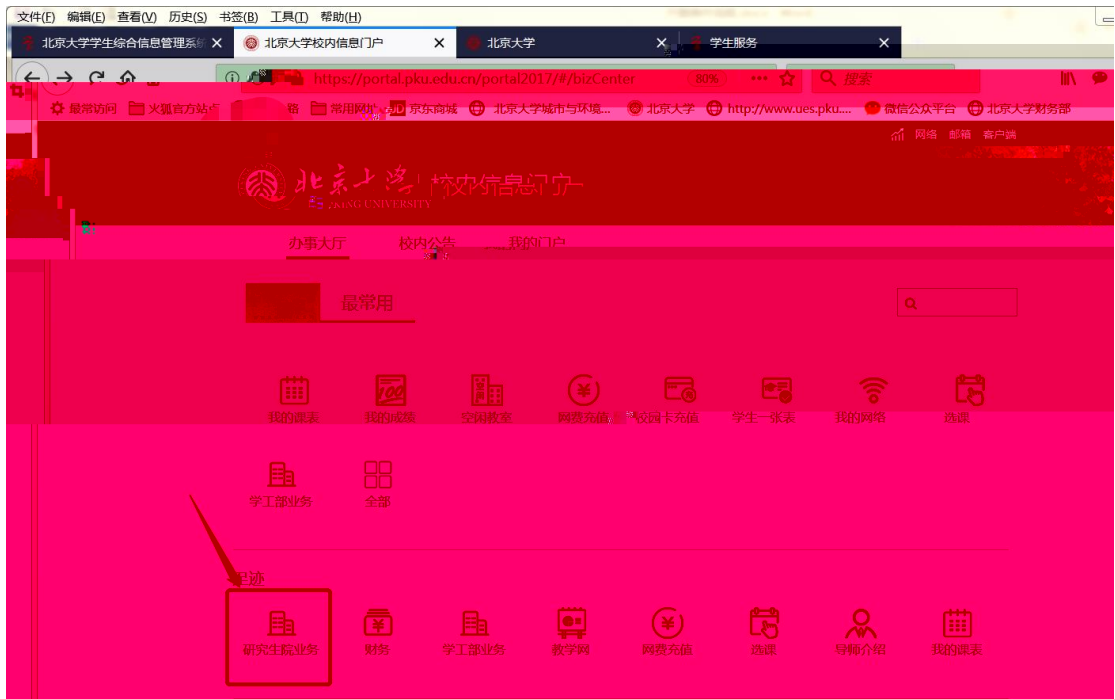 文件(F) 编辑(E) 查看(V) 历史(S) 书签(B) 工具(T) 帮助(H)
北京大学学生综合信息管理系统 北京大学校内信息门户 北京大学 学生服务
https://portal.pku.edu.cn/portal2017/#/bizCenter 80% 搜索
最常访问 火狐官方站点 常用网址 京东商城 北京大学城市与环境... 北京大学 http://www.ues.pku.... 微信公众平台 北京大学财务部
网络 邮箱 客户端
北京大学 校内信息门户
UNIVERSITY
办事大厅 校内公告 我的门户
最常用
我的课表 我的成绩 空闲教室 网费充值 校园卡充值 学生一张表 我的网络 选课
学工部业务 全部
足迹
研究生院业务 财务 学工部业务 教学网 网费充值 选课 导师介绍 我的课表